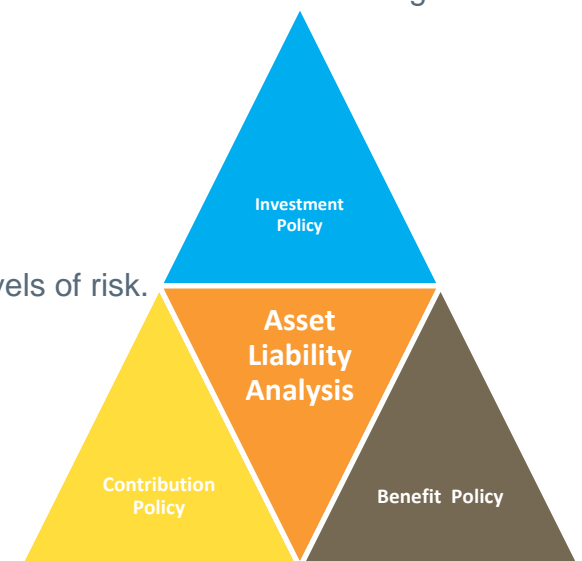 Investment
Policy
vels of risk.
Asset
Liability
Analysis
Contribution
Policy
Benefit Policy